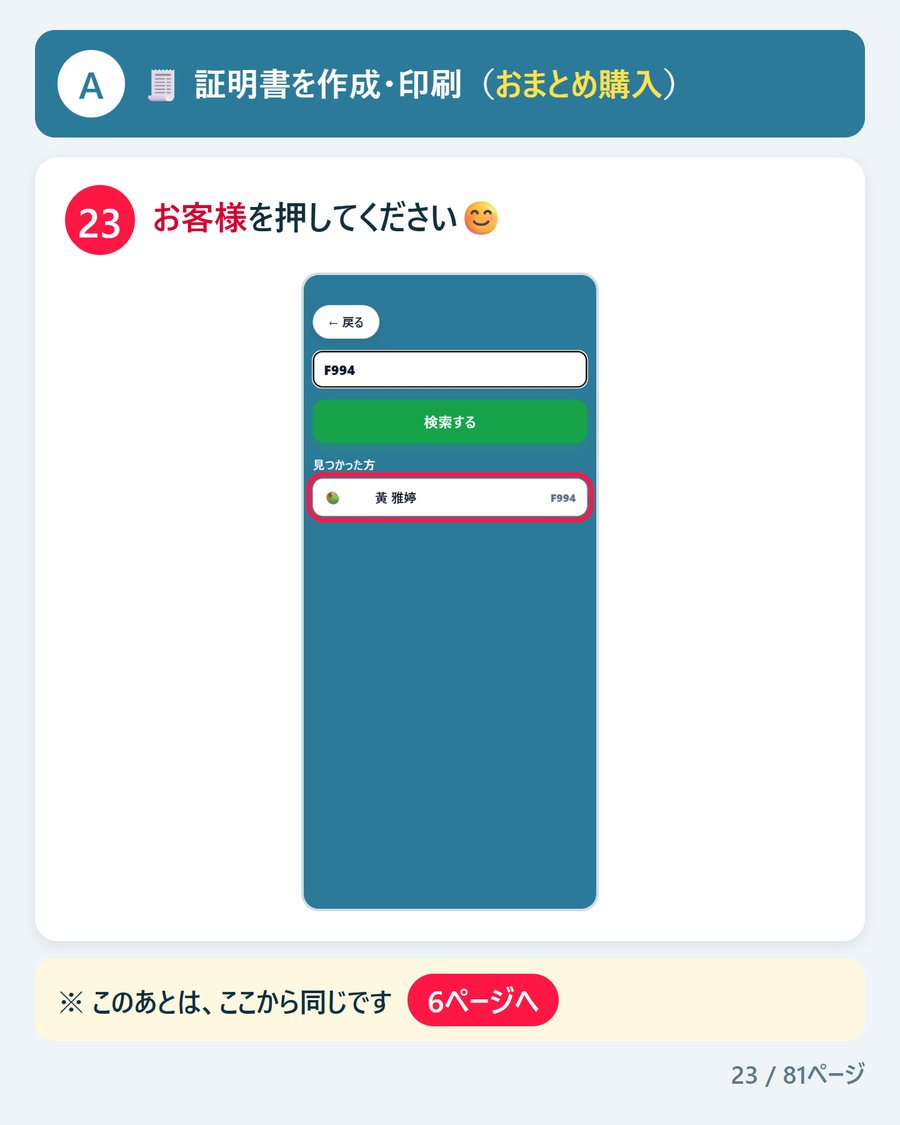 A 証明書を作成・印刷（おまとめ購入）
23 お客様を押してください
← 戻る
F994
検索する
見つかった方
黃 雅婷 F994
※ このあとは、ここから同じです 6ページへ
23 / 81ページ